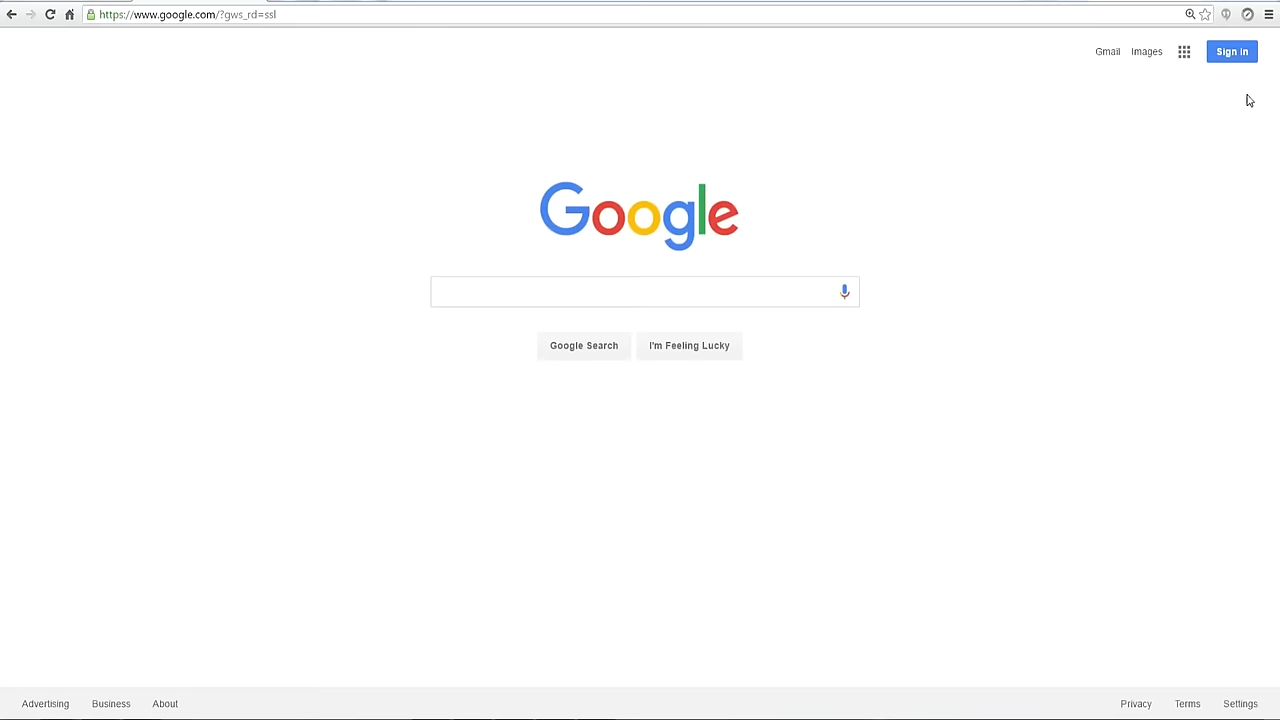 https://www.google.com/?gws_rd=ssl
Gmail Images Sign in
Google
Google Search I'm Feeling Lucky
Advertising Business About Privacy Terms Settings